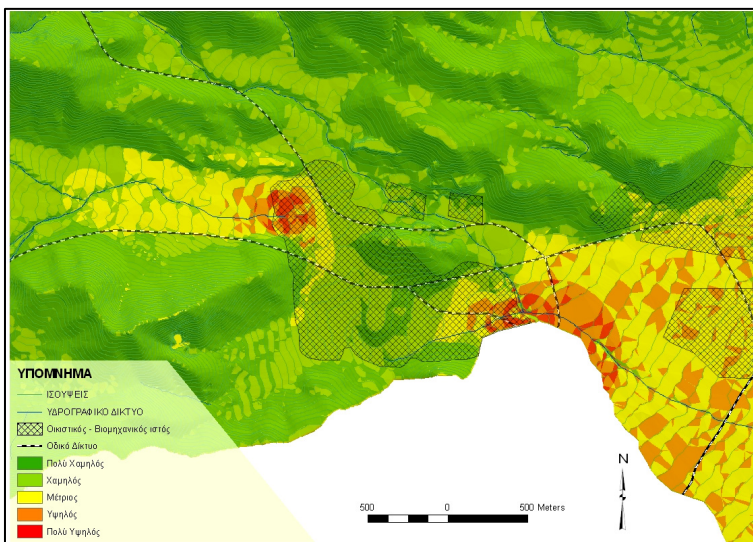 ΥΠΟΜΝΗΜΑ
ΙΣΟΥΨΕΙΣ
ΥΔΡΟΓΡΑΦΙΚΟ ΔΙΚΤΥΟ
Οικιστικός - Βιομηχανικός ιστός
Οδικό Δίκτυο
Πολύ Χαμηλός
Χαμηλός
Μέτριος
Υψηλός
Πολύ Υψηλός
N
500 0 500 Meters